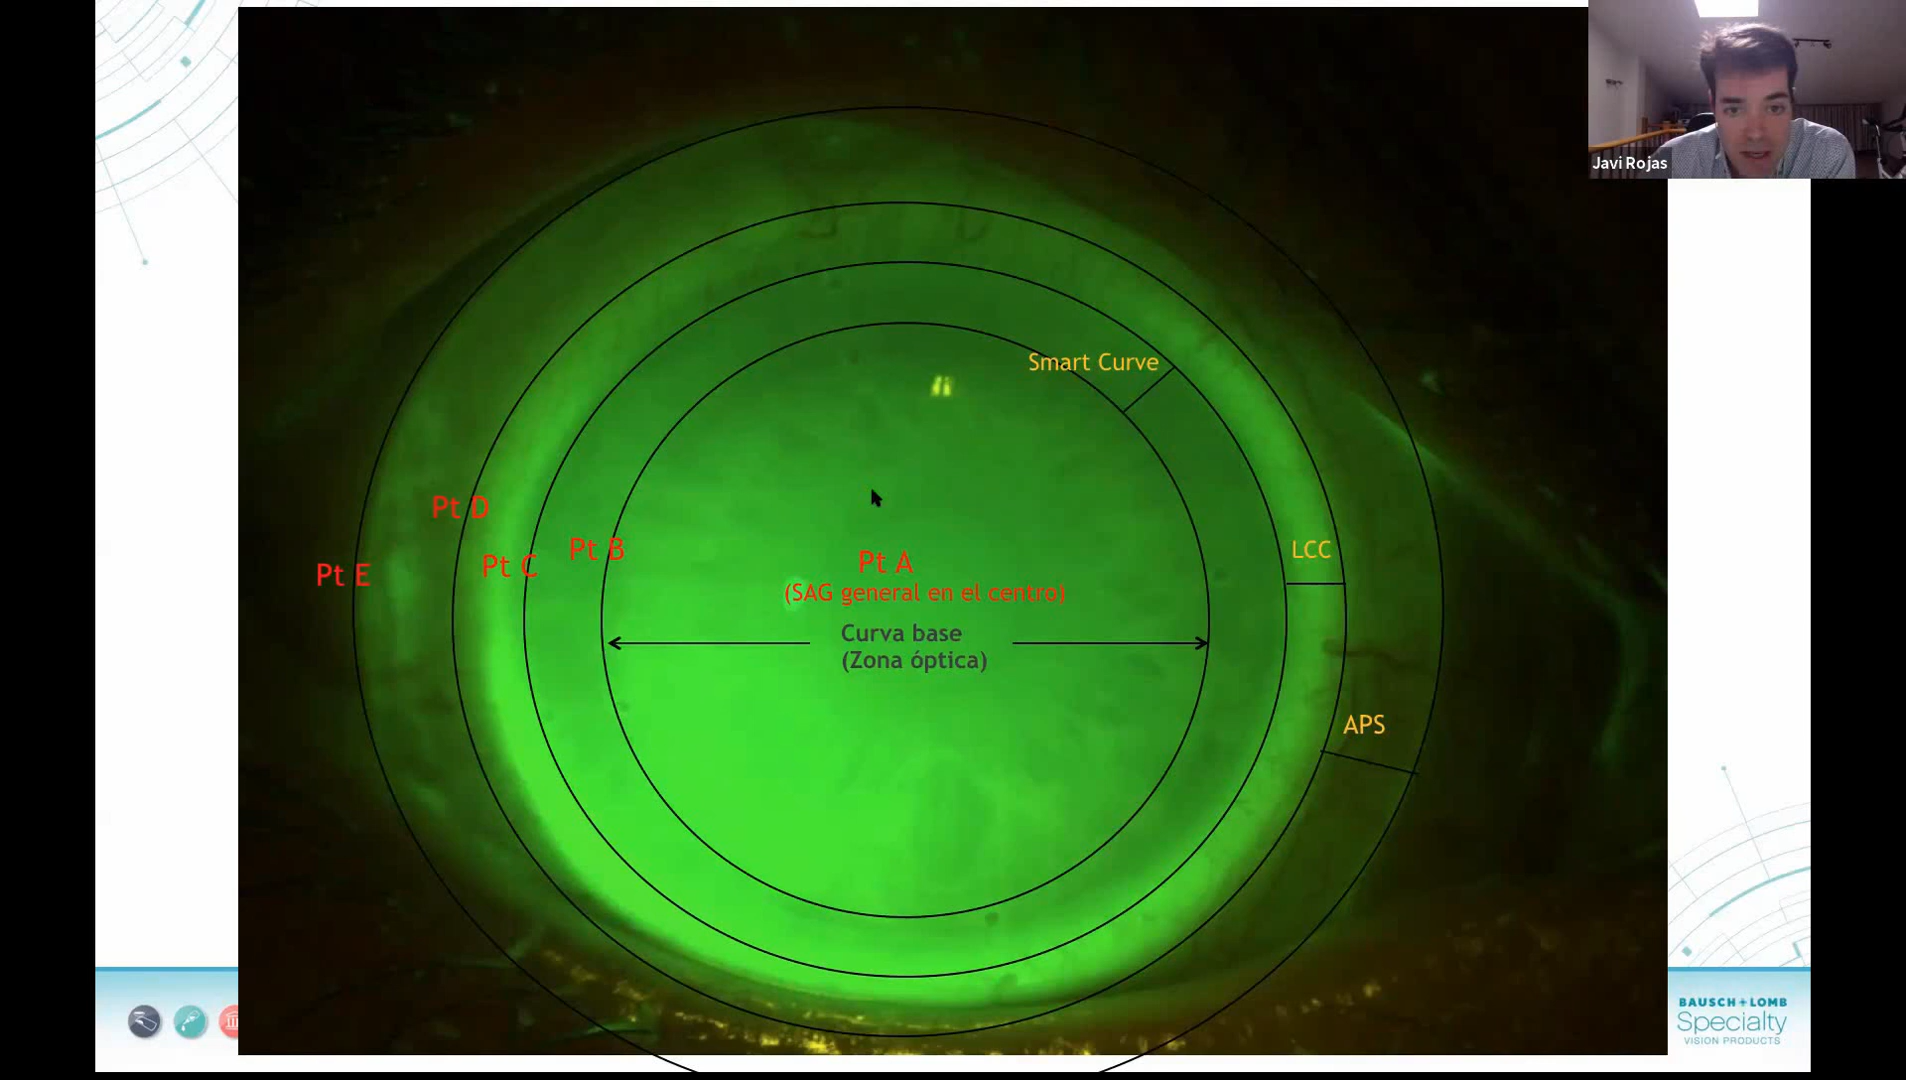 Javi Rojas
Smart Curve
Pt D
Pt B
LCC
Pt C
Pt A
Pt E
(SAG general en el centro)
Curva base
(Zona óptica)
APS
BAUSCH + LOMB
Specialty
VISION PRODUCTS